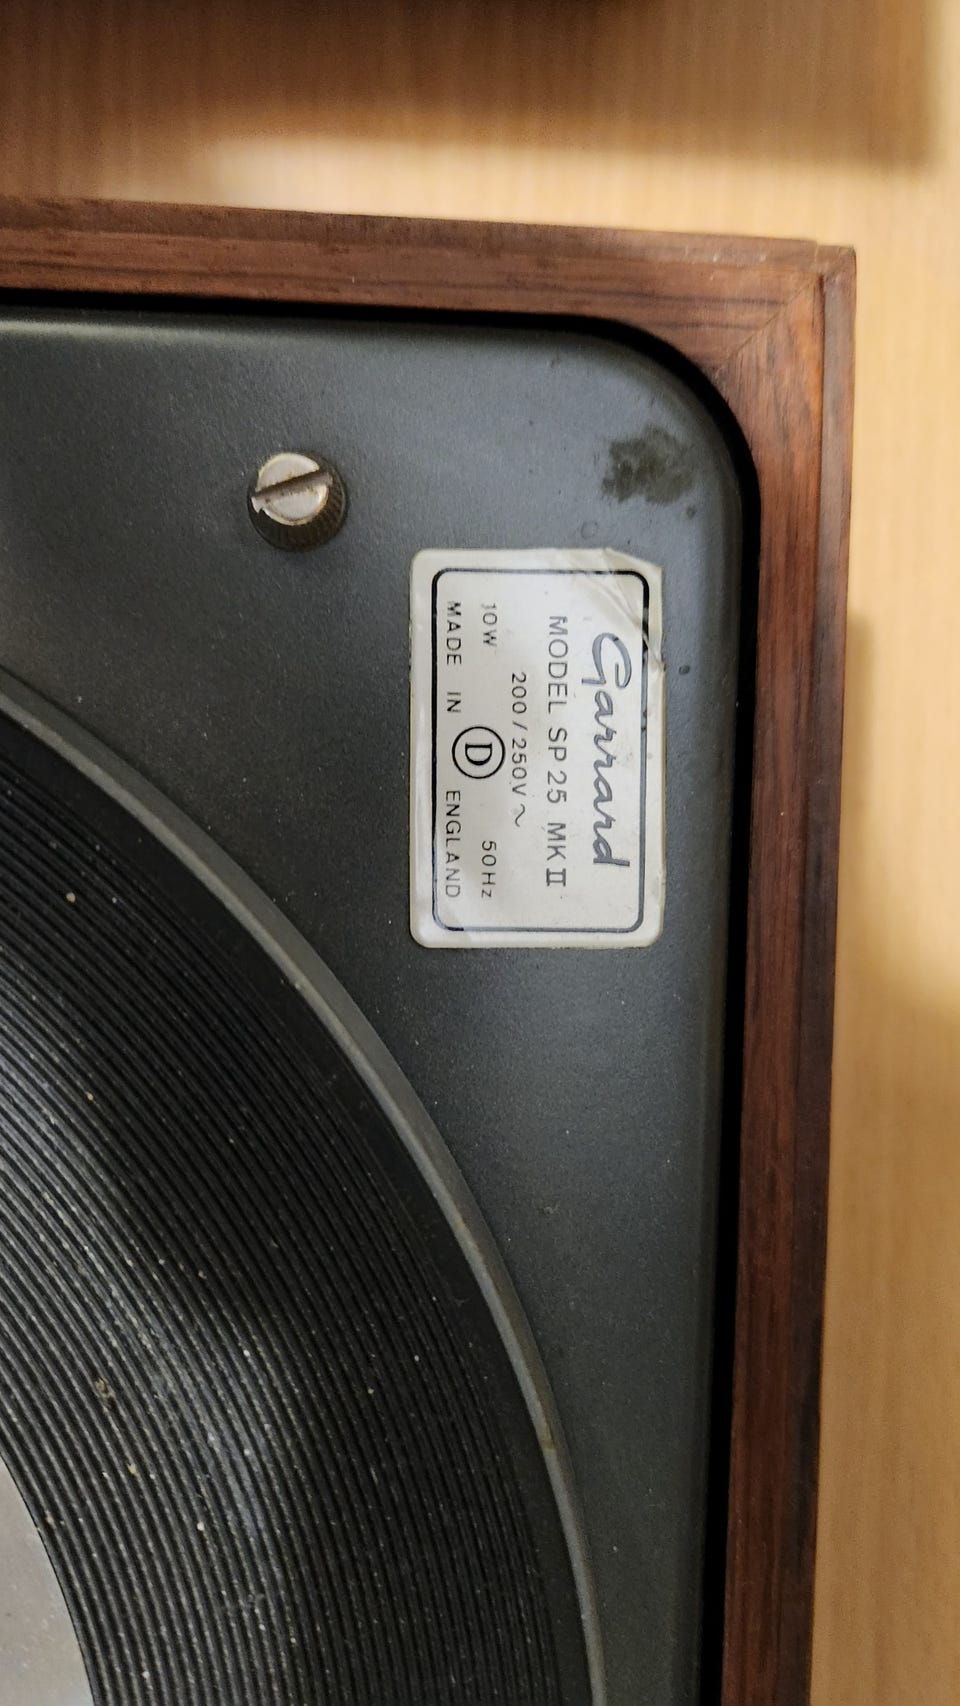 Garrard
MODEL SP 25 MK II
200 / 250V ~
10W 50Hz
MADE IN D ENGLAND